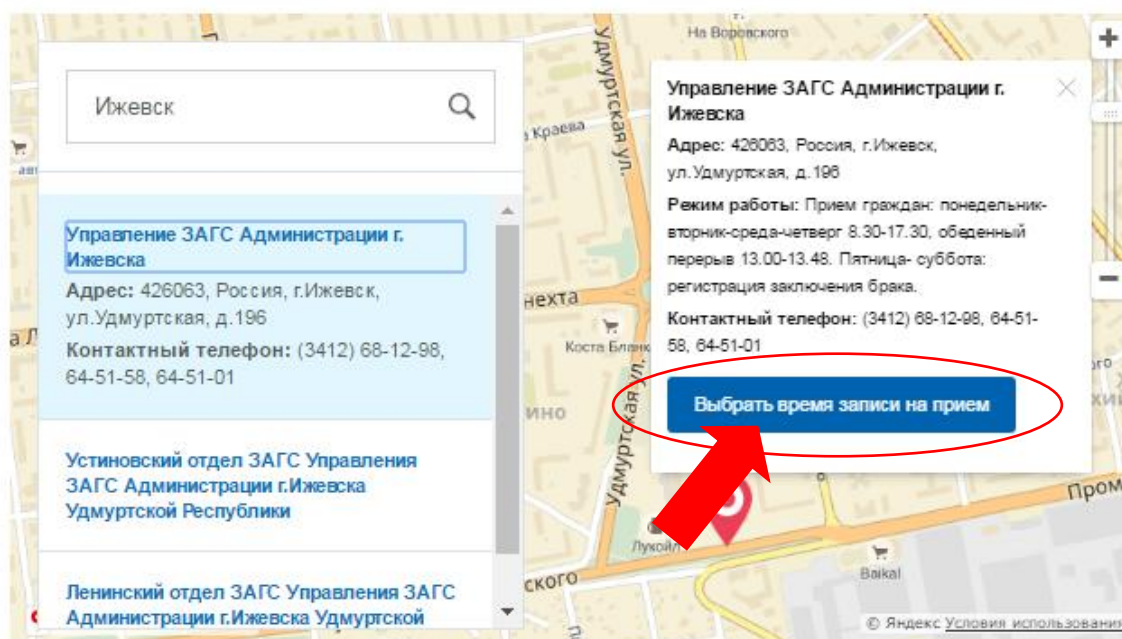 Ижевск
Управление ЗАГС Администрации г.
Ижевска
Адрес: 426063, Россия, г.Ижевск,
ул.Удмуртская, д.196
Контактный телефон: (3412) 68-12-98,
64-51-58, 64-51-01
Устиновский отдел ЗАГС Управления
ЗАГС Администрации г.Ижевска
Удмуртской Республики
Ленинский отдел ЗАГС Управления ЗАГС
Администрации г.Ижевска Удмуртской
На Воровского
Удмуртская ул.
Краева
нехта
Коста Бланк
ино
Удмуртская ул.
Управление ЗАГС Администрации г.
Ижевска
Адрес: 426063, Россия, г.Ижевск,
ул.Удмуртская, д.196
Режим работы: Прием граждан: понедельник-
вторник-среда-четверг 8.30-17.30, обеденный
перерыв 13.00-13.48. Пятница- суббота:
регистрация заключения брака.
Контактный телефон: (3412) 68-12-98, 64-51-
58, 64-51-01
Выбрать время записи на прием
Лукойл
ского
Пром
Baikal
© Яндекс Условия использования